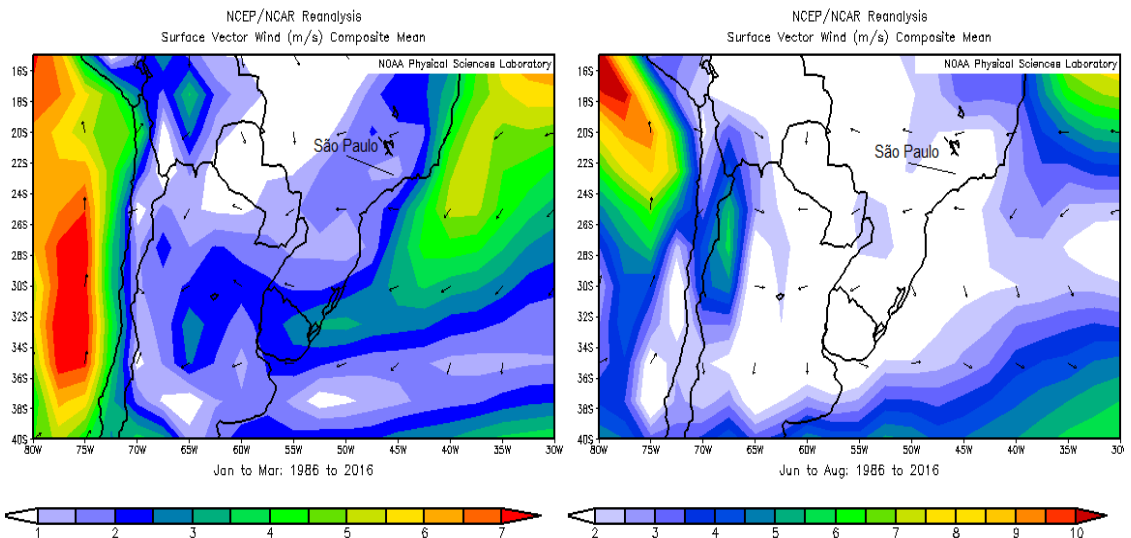 NCEP/NCAR Reanalysis
Surface Vector Wind (m/s) Composite Mean
NOAA Physical Sciences Laboratory
16S
18S
20S
22S
24S
26S
28S
30S
32S
34S
36S
38S
40S
São Paulo
80W 75W 70W 65W 60W 55W 50W 45W 40W 35W 30W
Jan to Mar: 1986 to 2016
1 2 3 4 5 6 7
NCEP/NCAR Reanalysis
Surface Vector Wind (m/s) Composite Mean
NOAA Physical Sciences Laboratory
16S
18S
20S
22S
24S
26S
28S
30S
32S
34S
36S
38S
40S
São Paulo
80W 75W 70W 65W 60W 55W 50W 45W 40W 35W 30W
Jun to Aug: 1986 to 2016
2 3 4 5 6 7 8 9 10